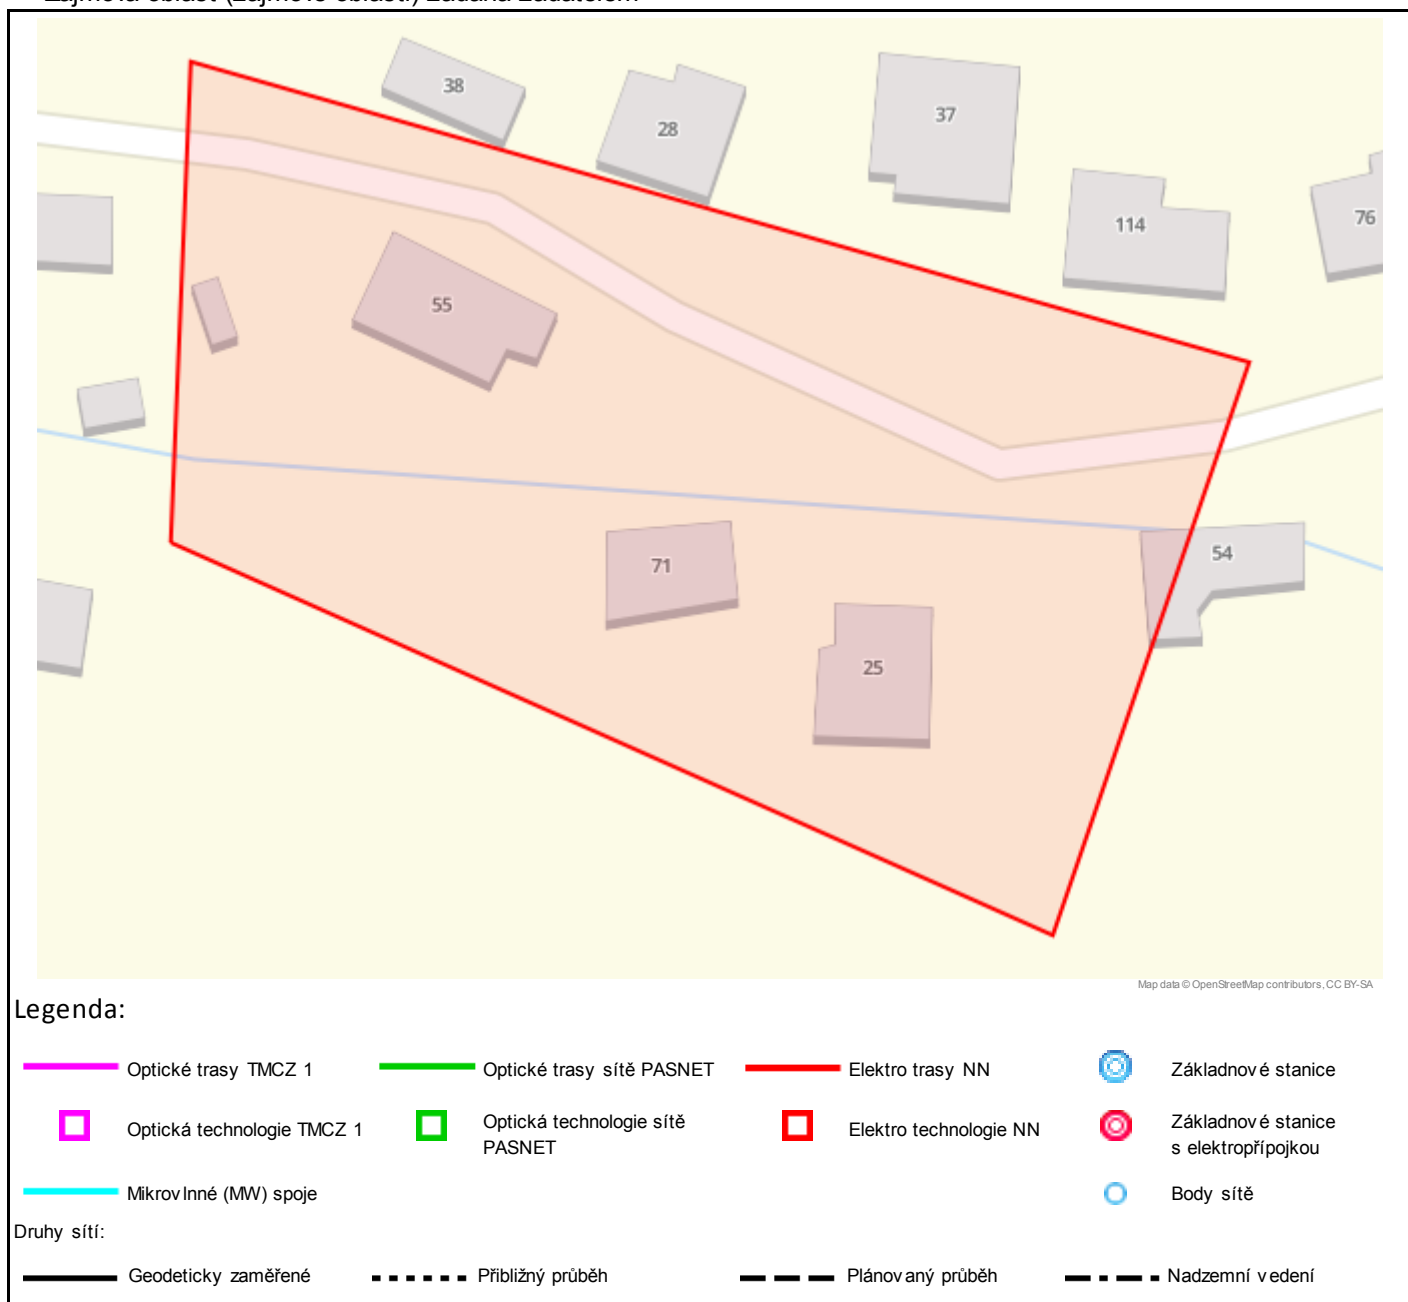 38
28
37
114
76
55
71
54
25
Map data © OpenStreetMap contributors, CC BY-SA
Legenda:
Optické trasy TMCZ 1
Optické trasy sítě PASNET
Elektro trasy NN
Základnové stanice
Optická technologie TMCZ 1
Optická technologie sítě
PASNET
Elektro technologie NN
Základnové stanice
s elektropřípojkou
Mikrovlnné (MW) spoje
Body sítě
Druhy sítí:
Geodeticky zaměřené
Přibližný průběh
Plánovaný průběh
Nadzemní vedení